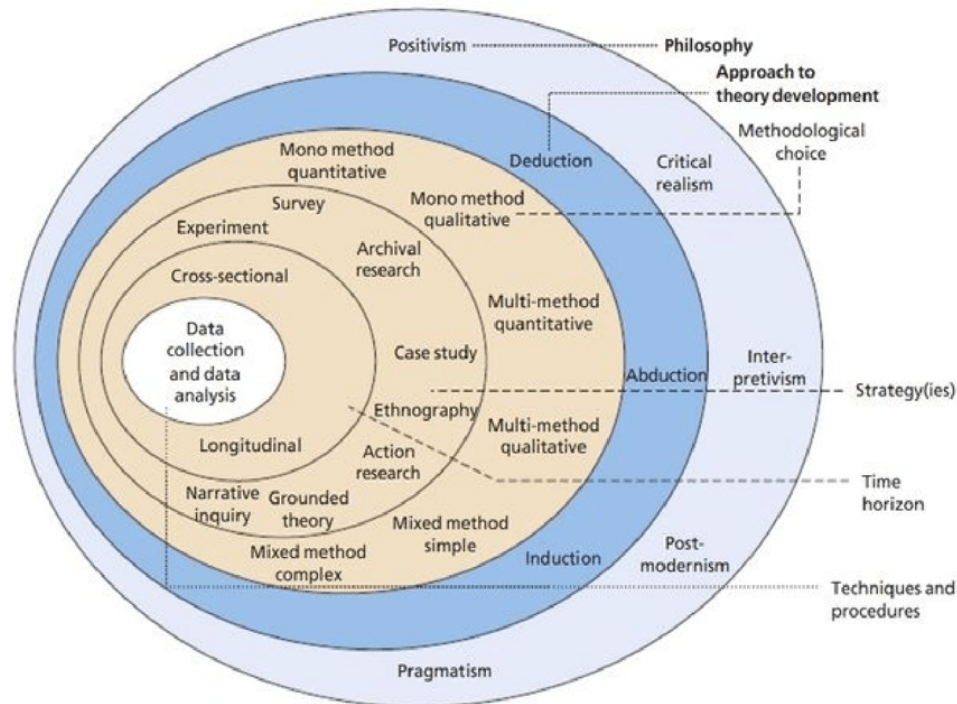 Positivism
Philosophy
Approach to
theory development
Methodological
choice
Mono method
quantitative
Deduction
Critical
realism
Mono method
qualitative
Survey
Experiment
Archival
research
Cross-sectional
Multi-method
quantitative
Data
collection
and data
analysis
Case study
Abduction
Inter-
pretivism
Strategy(ies)
Ethnography
Multi-method
qualitative
Longitudinal
Action
research
Time
horizon
Narrative
inquiry
Grounded
theory
Mixed method
simple
Mixed method
complex
Induction
Post-
modernism
Techniques and
procedures
Pragmatism